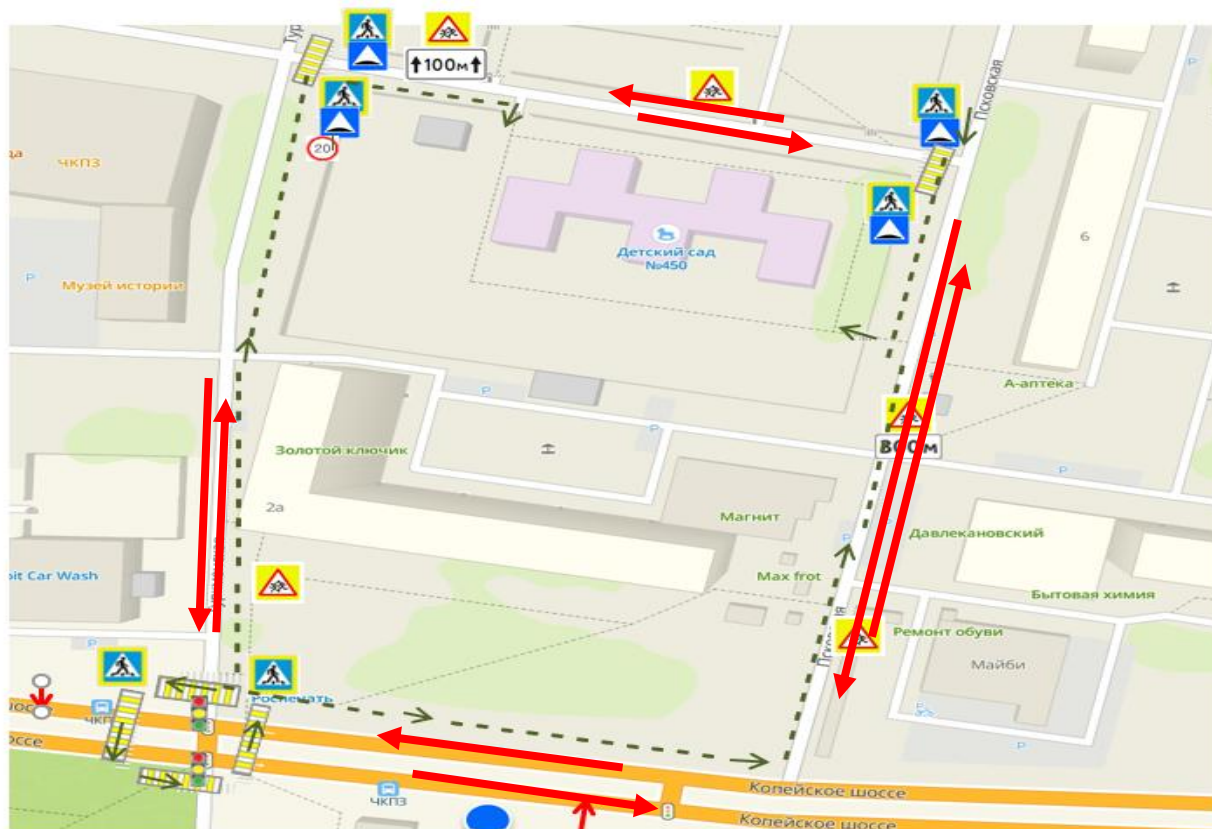 Тур
↑100м↑
Псковская
20
ЧКПЗ
Детский сад
№450
6
Музей истории
P
А-аптека
P
P
Золотой ключик
800м
P
2а
Магнит
P
Давлекановский
bit Car Wash
Max frot
Бытовая химия
P
Ремонт обуви
Майби
Роспечать
P
ЧКПЗ
Копейское шоссе
Копейское шоссе